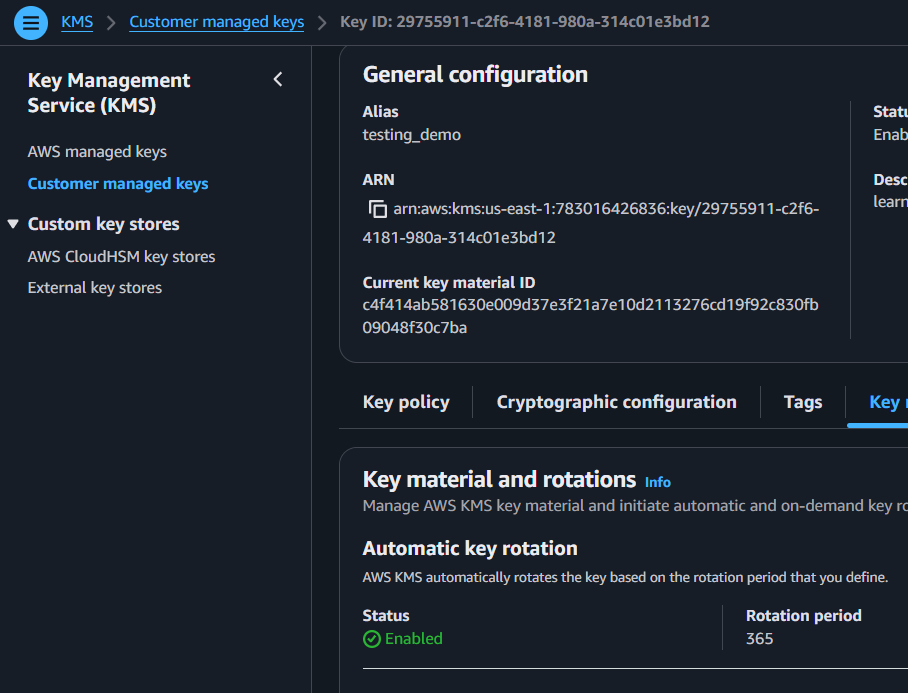 KMS > Customer managed keys > Key ID: 29755911-c2f6-4181-980a-314c01e3bd12
Key Management
Service (KMS)
AWS managed keys
Customer managed keys
Custom key stores
AWS CloudHSM key stores
External key stores
General configuration
Alias
testing_demo
ARN
arn:aws:kms:us-east-1:783016426836:key/29755911-c2f6-
4181-980a-314c01e3bd12
Current key material ID
c4f414ab581630e009d37e3f21a7e10d2113276cd19f92c830fb
09048f30c7ba
Statu
Enab
Desc
learn
Key policy
Cryptographic configuration
Tags
Key r
Key material and rotations Info
Manage AWS KMS key material and initiate automatic and on-demand key ro
Automatic key rotation
AWS KMS automatically rotates the key based on the rotation period that you define.
Status
Enabled
Rotation period
365